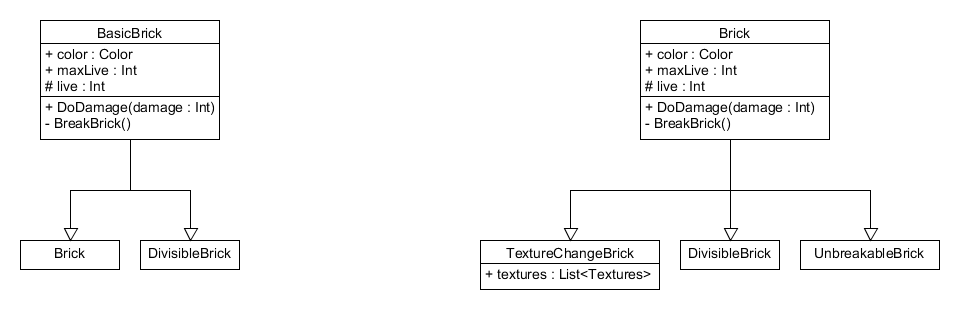 BasicBrick
+ color : Color
+ maxLive : Int
# live : Int
+ DoDamage(damage : Int)
- BreakBrick()
Brick
DivisibleBrick
Brick
+ color : Color
+ maxLive : Int
# live : Int
+ DoDamage(damage : Int)
- BreakBrick()
TextureChangeBrick
+ textures : List<Textures>
DivisibleBrick
UnbreakableBrick